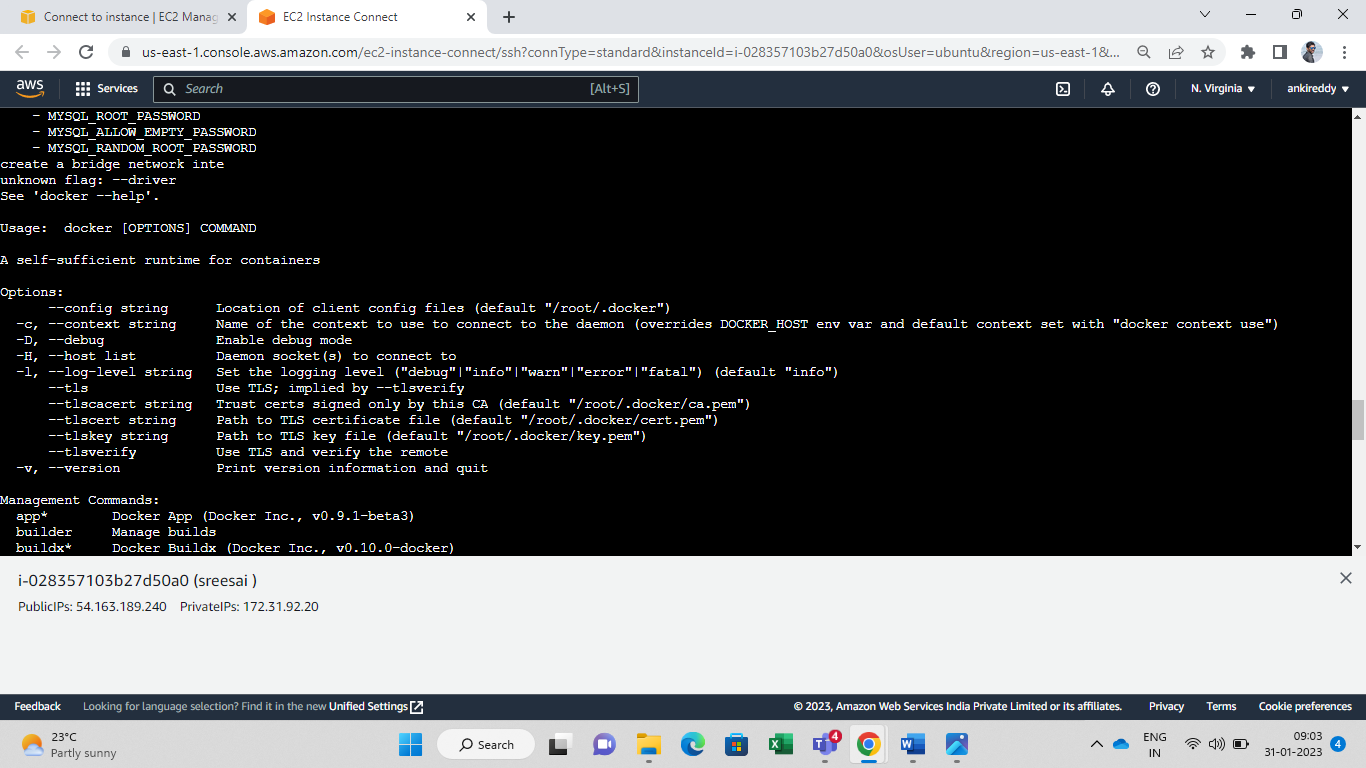 Connect to instance | EC2 Manag
EC2 Instance Connect
us-east-1.console.aws.amazon.com/ec2-instance-connect/ssh?connType=standard&instanceId=i-028357103b27d50a0&osUser=ubuntu&region=us-east-1&...
aws
Services
Search
[Alt+S]
N. Virginia
ankireddy
- MYSQL_ROOT_PASSWORD
- MYSQL_ALLOW_EMPTY_PASSWORD
- MYSQL_RANDOM_ROOT_PASSWORD
create a bridge network inte
unknown flag: --driver
See 'docker --help'.
Usage:  docker [OPTIONS] COMMAND
A self-sufficient runtime for containers
Options:
      --config string      Location of client config files (default "/root/.docker")
  -c, --context string     Name of the context to use to connect to the daemon (overrides DOCKER_HOST env var and default context set with "docker context use")
  -D, --debug              Enable debug mode
  -H, --host list          Daemon socket(s) to connect to
  -l, --log-level string   Set the logging level ("debug"|"info"|"warn"|"error"|"fatal") (default "info")
      --tls                Use TLS; implied by --tlsverify
      --tlscacert string   Trust certs signed only by this CA (default "/root/.docker/ca.pem")
      --tlscert string     Path to TLS certificate file (default "/root/.docker/cert.pem")
      --tlskey string      Path to TLS key file (default "/root/.docker/key.pem")
      --tlsverify          Use TLS and verify the remote
  -v, --version            Print version information and quit
Management Commands:
  app*        Docker App (Docker Inc., v0.9.1-beta3)
  builder     Manage builds
  buildx*     Docker Buildx (Docker Inc., v0.10.0-docker)
i-028357103b27d50a0 (sreesai )
PublicIPs: 54.163.189.240    PrivateIPs: 172.31.92.20
Feedback
Looking for language selection? Find it in the new Unified Settings
© 2023, Amazon Web Services India Private Limited or its affiliates.
Privacy
Terms
Cookie preferences
23°C
Partly sunny
Search
4
ENG
IN
09:03
31-01-2023
4